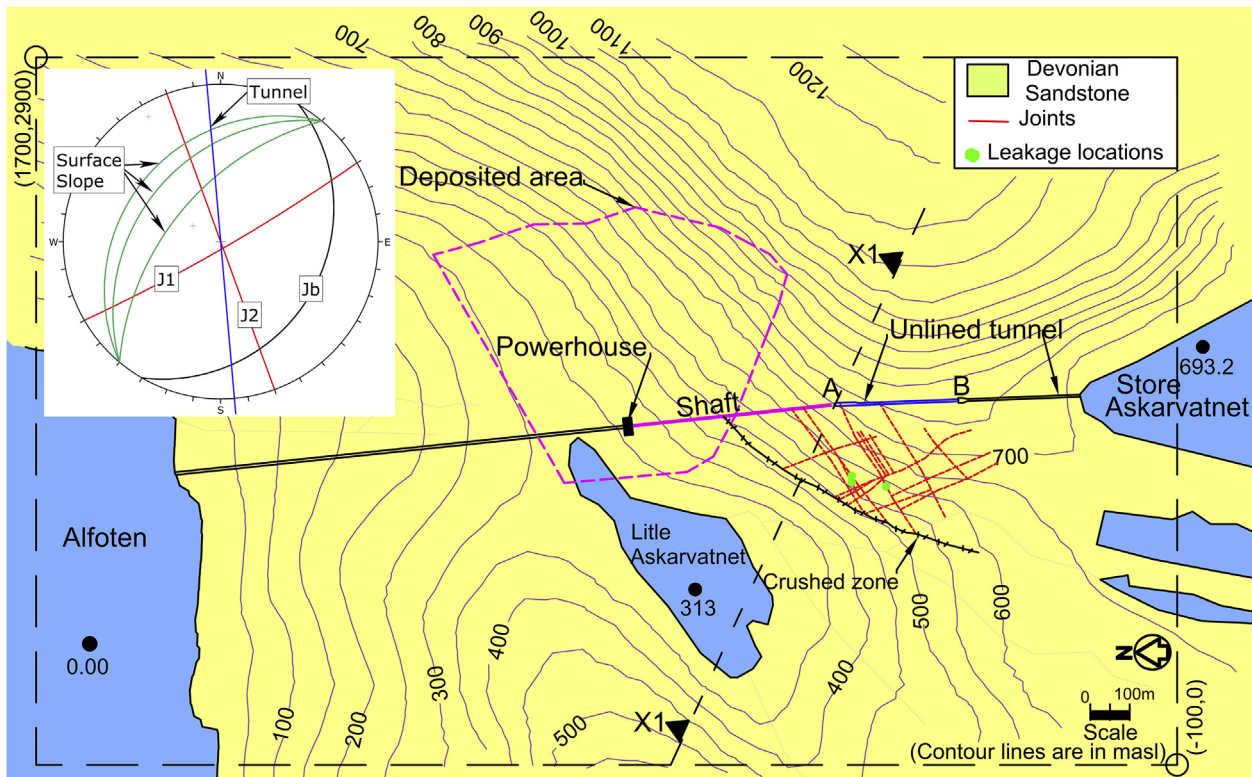 700
800
900
1000
1100
1200
(1700,2900)
N
Tunnel
Surface
Slope
W
E
J1
Jb
J2
S
Devonian
Sandstone
Joints
Leakage locations
Deposited area
X1
Powerhouse
Unlined tunnel
693.2
Store
Askarvatnet
Shaft
A
B
700
Alfoten
Litle
Askarvatnet
313
Crushed zone
0.00
100
200
300
400
500
400
500
600
X1
N
0 100m
Scale
(Contour lines are in masl)
(-100,0)